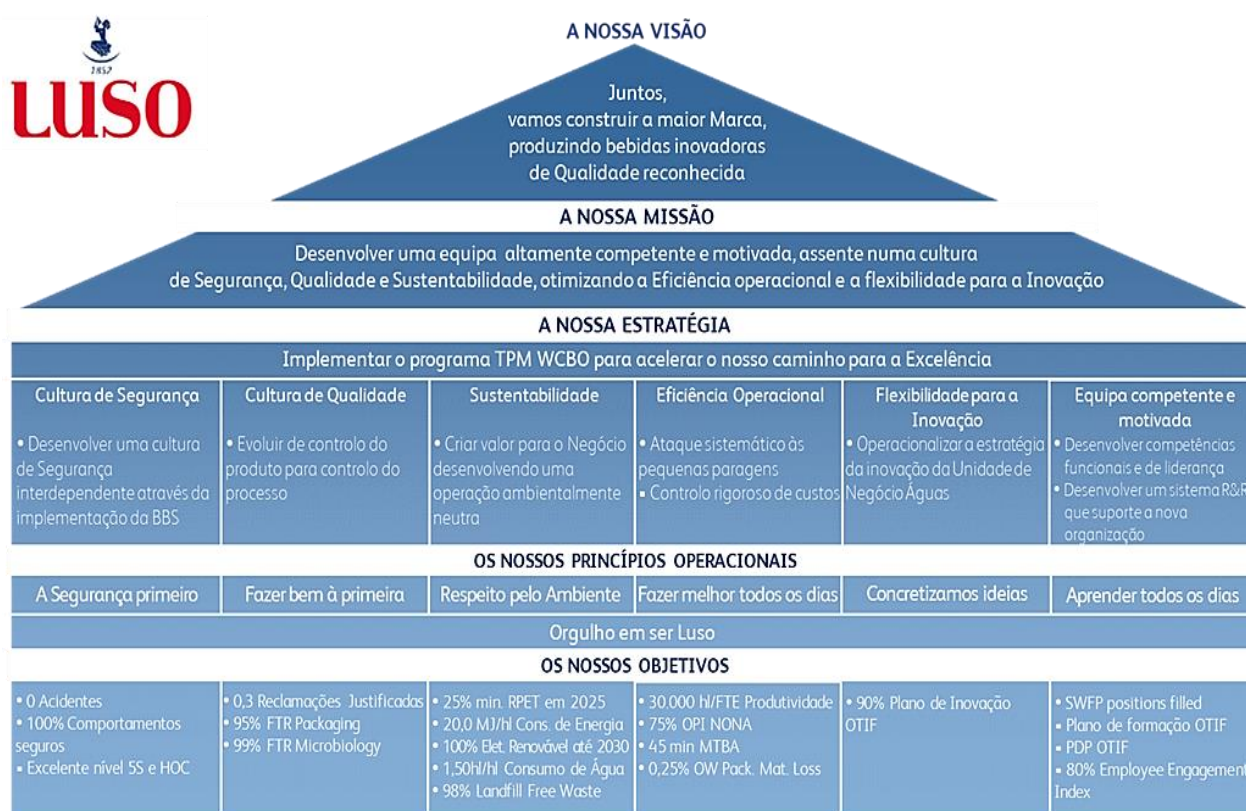 1852
LUSO
A NOSSA VISÃO
Juntos,
vamos construir a maior Marca,
produzindo bebidas inovadoras
de Qualidade reconhecida
A NOSSA MISSÃO
Desenvolver uma equipa altamente competente e motivada, assente numa cultura
de Segurança, Qualidade e Sustentabilidade, otimizando a Eficiência operacional e a flexibilidade para a Inovação
A NOSSA ESTRATÉGIA
Implementar o programa TPM WCBO para acelerar o nosso caminho para a Excelência
Cultura de Segurança
• Desenvolver uma cultura
de Segurança
interdependente através da
implementação da BBS
Cultura de Qualidade
• Evoluir de controlo do
produto para controlo do
processo
Sustentabilidade
• Criar valor para o Negócio
desenvolvendo uma
operação ambientalmente
neutra
Eficiência Operacional
• Ataque sistemático às
pequenas paragens
▪ Controlo rigoroso de custos
Flexibilidade para a
Inovação
• Operacionalizar a estratégia
da inovação da Unidade de
Negócio Águas
Equipa competente e
motivada
• Desenvolver competências
funcionais e de liderança
• Desenvolver um sistema R&R
que suporte a nova
organização
OS NOSSOS PRINCÍPIOS OPERACIONAIS
A Segurança primeiro
Fazer bem à primeira
Respeito pelo Ambiente
Fazer melhor todos os dias
Concretizamos ideias
Aprender todos os dias
Orgulho em ser Luso
OS NOSSOS OBJETIVOS
• 0 Acidentes
• 100% Comportamentos
seguros
▪ Excelente nível 5S e HOC
• 0,3 Reclamações Justificadas
• 95% FTR Packaging
• 99% FTR Microbiology
• 25% min. RPET em 2025
• 20,0 MJ/hl Cons. de Energia
• 100% Elet. Renovável até 2030
• 1,50hl/hl Consumo de Água
• 98% Landfill Free Waste
• 30.000 hl/FTE Produtividade
• 75% OPI NONA
▪ 45 min MTBA
• 0,25% OW Pack. Mat. Loss
• 90% Plano de Inovação
OTIF
• SWFP positions filled
▪ Plano de formação OTIF
▪ PDP OTIF
▪ 80% Employee Engagement
Index